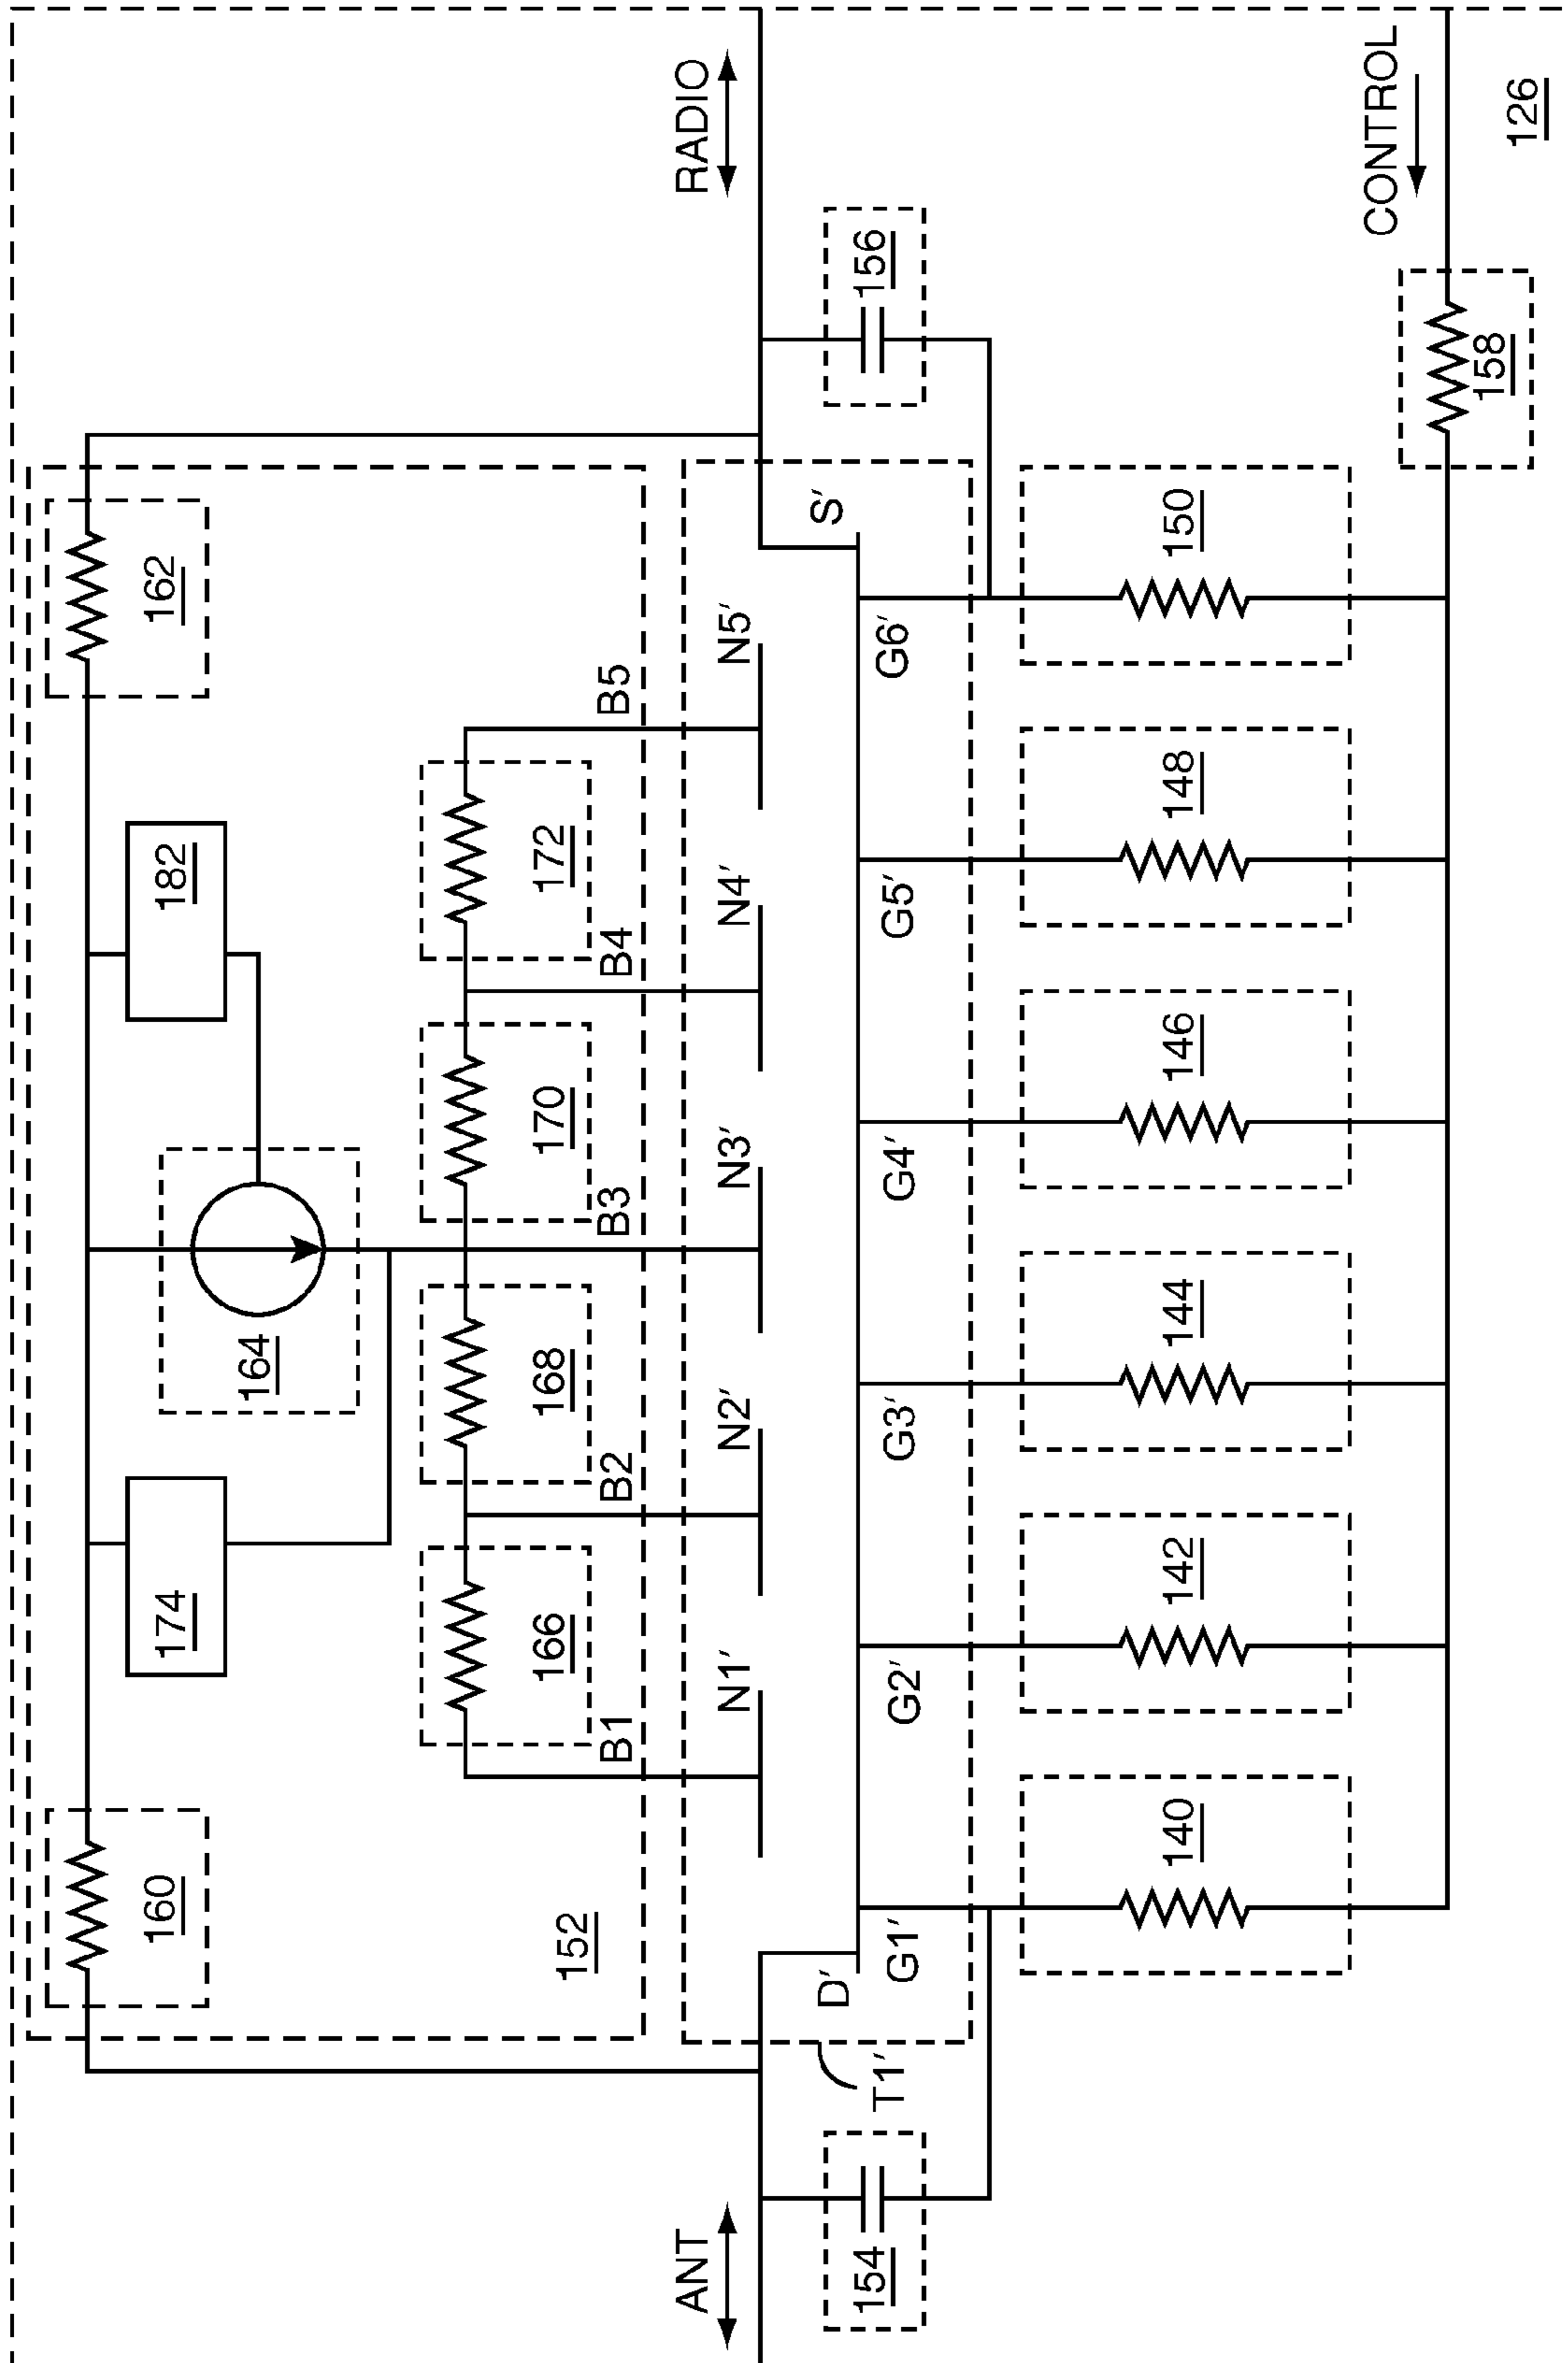 160
174
164
182
162
152
166
168
170
172
B1
B2
B3
B4
B5
ANT
RADIO
N1′
N2′
N3′
N4′
N5′
D′
S′
T1′
154
156
G1′
G2′
G3′
G4′
G5′
G6′
140
142
144
146
148
150
CONTROL
158
126